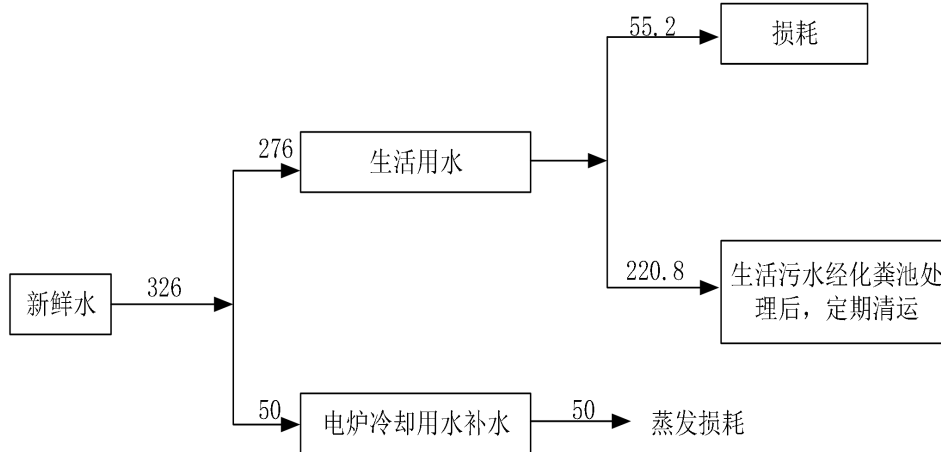 55.2
损耗
276
生活用水
220.8
生活污水经化粪池处
理后，定期清运
新鲜水
326
50
电炉冷却用水补水
50
蒸发损耗